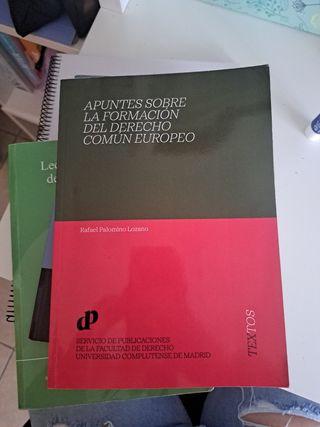 APUNTES SOBRE
LA FORMACIÓN
DEL DERECHO
COMÚN EUROPEO
Rafael Palomino Lozano
SERVICIO DE PUBLICACIONES
DE LA FACULTAD DE DERECHO
UNIVERSIDAD COMPLUTENSE DE MADRID
TEXTOS